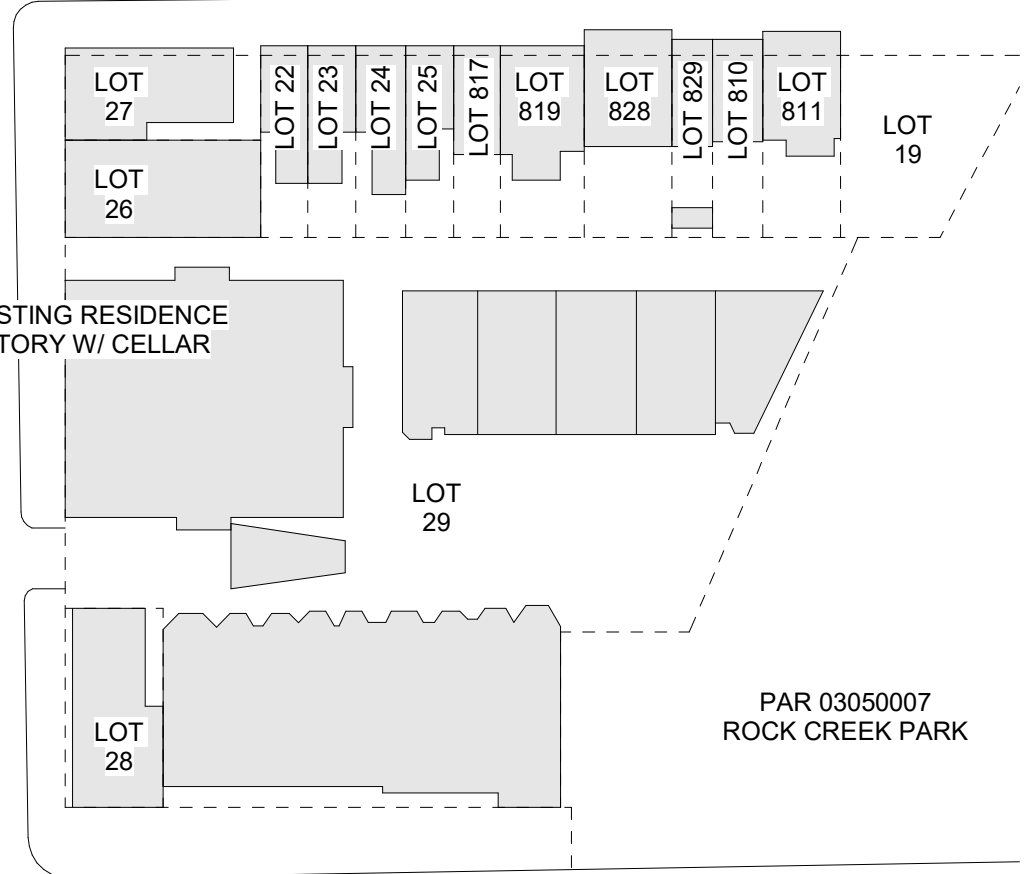 LOT
27
LOT 22
LOT 23
LOT 24
LOT 25
LOT 817
LOT
819
LOT
828
LOT 829
LOT 810
LOT
811
LOT
19
LOT
26
STING RESIDENCE
TORY W/ CELLAR
LOT
29
LOT
28
PAR 03050007
ROCK CREEK PARK